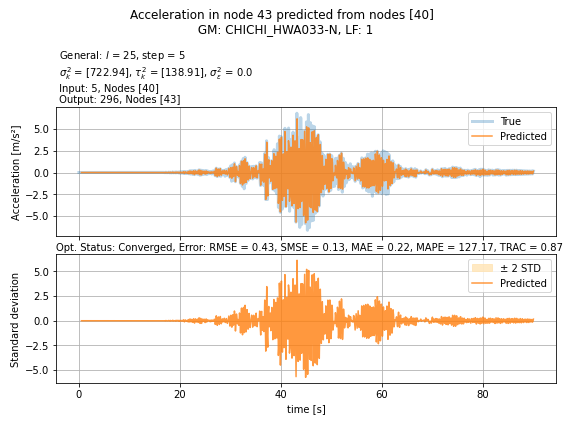 Acceleration in node 43 predicted from nodes [40]
GM: CHICHI_HWA033-N, LF: 1
General: l = 25, step = 5
σ²ₖ = [722.94], τ²ₖ = [138.91], σ²ε = 0.0
Input: 5, Nodes [40]
Output: 296, Nodes [43]
Acceleration [m/s²]
5.0
2.5
0.0
−2.5
−5.0
True
Predicted
Opt. Status: Converged, Error: RMSE = 0.43, SMSE = 0.13, MAE = 0.22, MAPE = 127.17, TRAC = 0.87
Standard deviation
5.0
2.5
0.0
−2.5
−5.0
± 2 STD
Predicted
0 20 40 60 80
time [s]